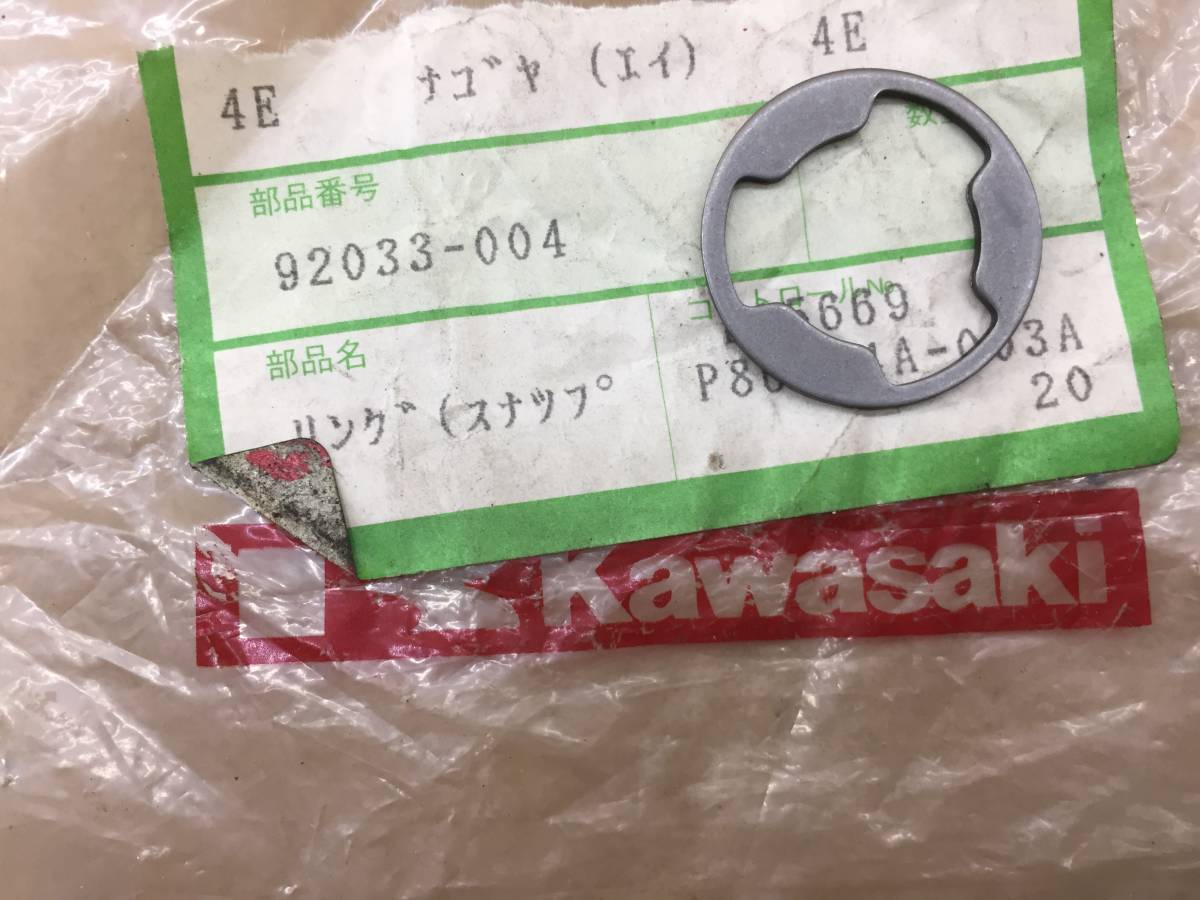 4E ナゴヤ (エイ) 4E
部品番号
92033-004
部品名
リング (スナツプ
5669
20
Kawasaki